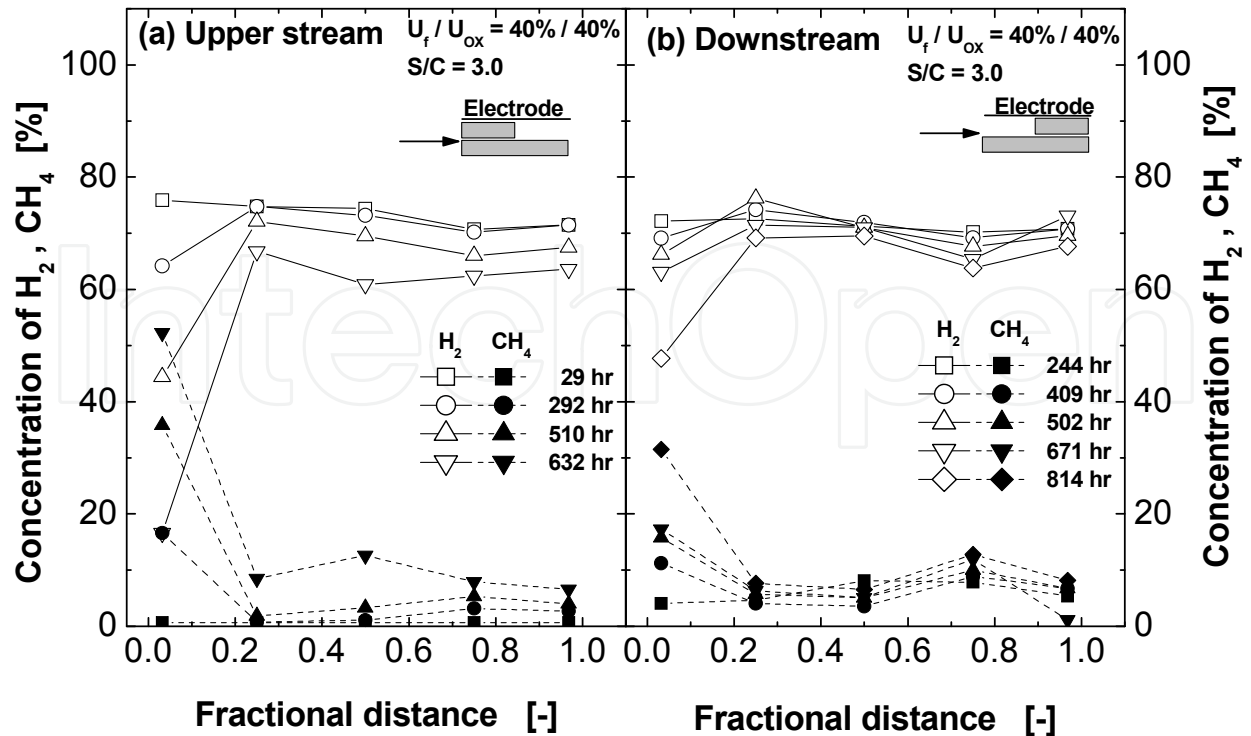 (a) Upper stream
U_f / U_OX = 40% / 40%
S/C = 3.0
Electrode
(b) Downstream
U_f / U_OX = 40% / 40%
S/C = 3.0
Electrode
Concentration of H_2 , CH_4 [%]
100
80
60
40
20
0
0.0 0.2 0.4 0.6 0.8 1.0
Fractional distance [-]
H_2 CH_4
29 hr
292 hr
510 hr
632 hr
H_2 CH_4
244 hr
409 hr
502 hr
671 hr
814 hr
0.0 0.2 0.4 0.6 0.8 1.0
Fractional distance [-]
100
80
60
40
20
0
Concentration of H_2 , CH_4 [%]
IntechOpen